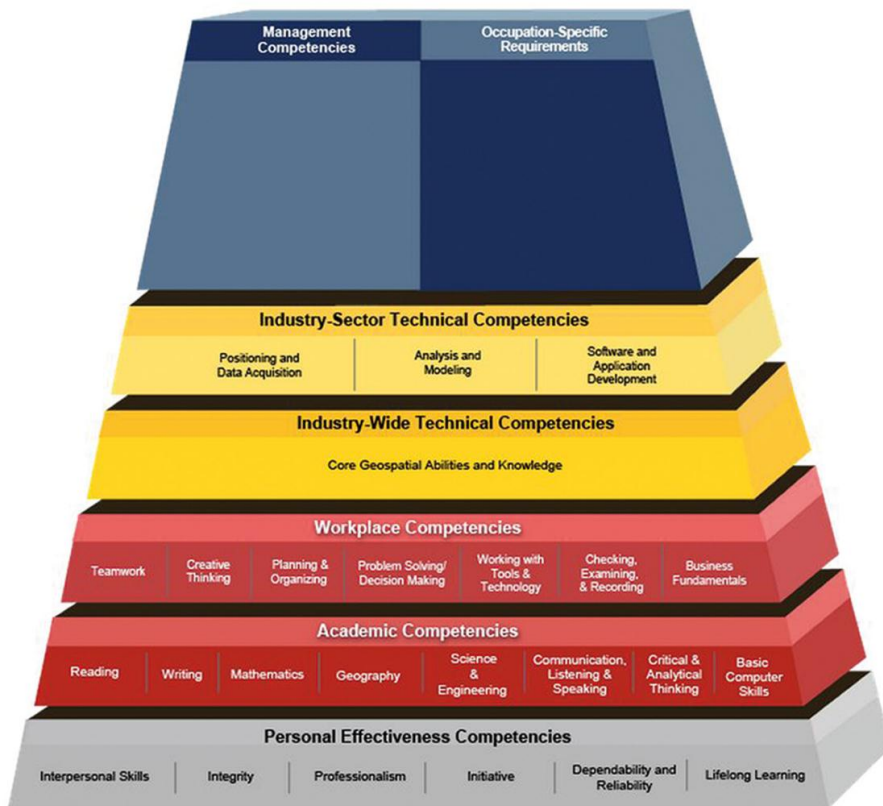 Management
Competencies
Occupation-Specific
Requirements
Industry-Sector Technical Competencies
Positioning and
Data Acquisition
Analysis and
Modeling
Software and
Application
Development
Industry-Wide Technical Competencies
Core Geospatial Abilities and Knowledge
Workplace Competencies
Teamwork
Creative
Thinking
Planning &
Organizing
Problem Solving/
Decision Making
Working with
Tools &
Technology
Checking,
Examining,
& Recording
Business
Fundamentals
Academic Competencies
Reading
Writing
Mathematics
Geography
Science
&
Engineering
Communication,
Listening &
Speaking
Critical &
Analytical
Thinking
Basic
Computer
Skills
Personal Effectiveness Competencies
Interpersonal Skills
Integrity
Professionalism
Initiative
Dependability and
Reliability
Lifelong Learning